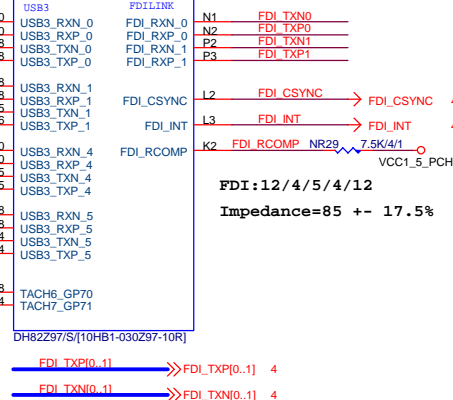 USB3 FDILINK
USB3_RXN_0 FDI_RXN_0 N1 FDI_TXN0
USB3_RXP_0 FDI_RXP_0 N2 FDI_TXP0
USB3_TXN_0 FDI_RXN_1 P2 FDI_TXN1
USB3_TXP_0 FDI_RXP_1 P3 FDI_TXP1
USB3_RXN_1
USB3_RXP_1 FDI_CSYNC L2 FDI_CSYNC FDI_CSYNC
USB3_TXN_1
USB3_TXP_1 FDI_INT L3 FDI_INT FDI_INT
USB3_RXN_4 FDI_RCOMP K2 FDI_RCOMP NR29 7.5K/4/1
USB3_RXP_4 VCC1_5_PCH
USB3_TXN_4
USB3_TXP_4
FDI:12/4/5/4/12
USB3_RXN_5 Impedance=85 +- 17.5%
USB3_RXP_5
USB3_TXN_5
USB3_TXP_5
TACH6_GP70
TACH7_GP71
DH82Z97/S/[10HB1-030Z97-10R]
FDI_TXP[0..1] FDI_TXP[0..1] 4
FDI_TXN[0..1] FDI_TXN[0..1] 4